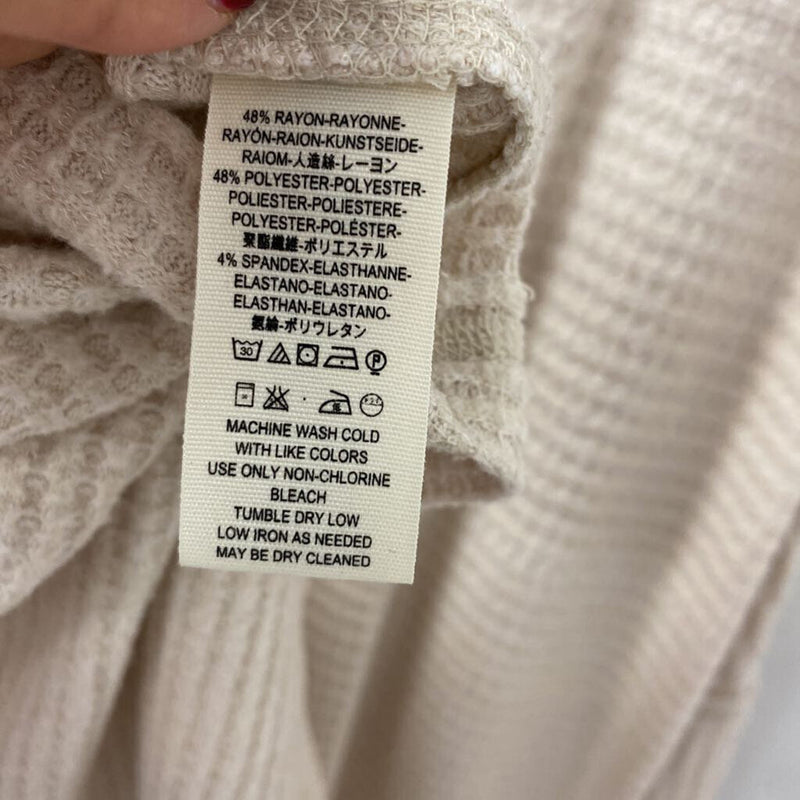 48% RAYON-RAYONNE-
RAYÓN-RAION-KUNSTSEIDE-
RAIOM-人造絲-レーヨン
48% POLYESTER-POLYESTER-
POLIESTER-POLIESTERE-
POLYESTER-POLÉSTER-
聚酯纖維-ポリエステル
4% SPANDEX-ELASTHANNE-
ELASTANO-ELASTANO-
ELASTHAN-ELASTANO-
氨綸-ポリウレタン
30 P
MACHINE WASH COLD
WITH LIKE COLORS
USE ONLY NON-CHLORINE
BLEACH
TUMBLE DRY LOW
LOW IRON AS NEEDED
MAY BE DRY CLEANED